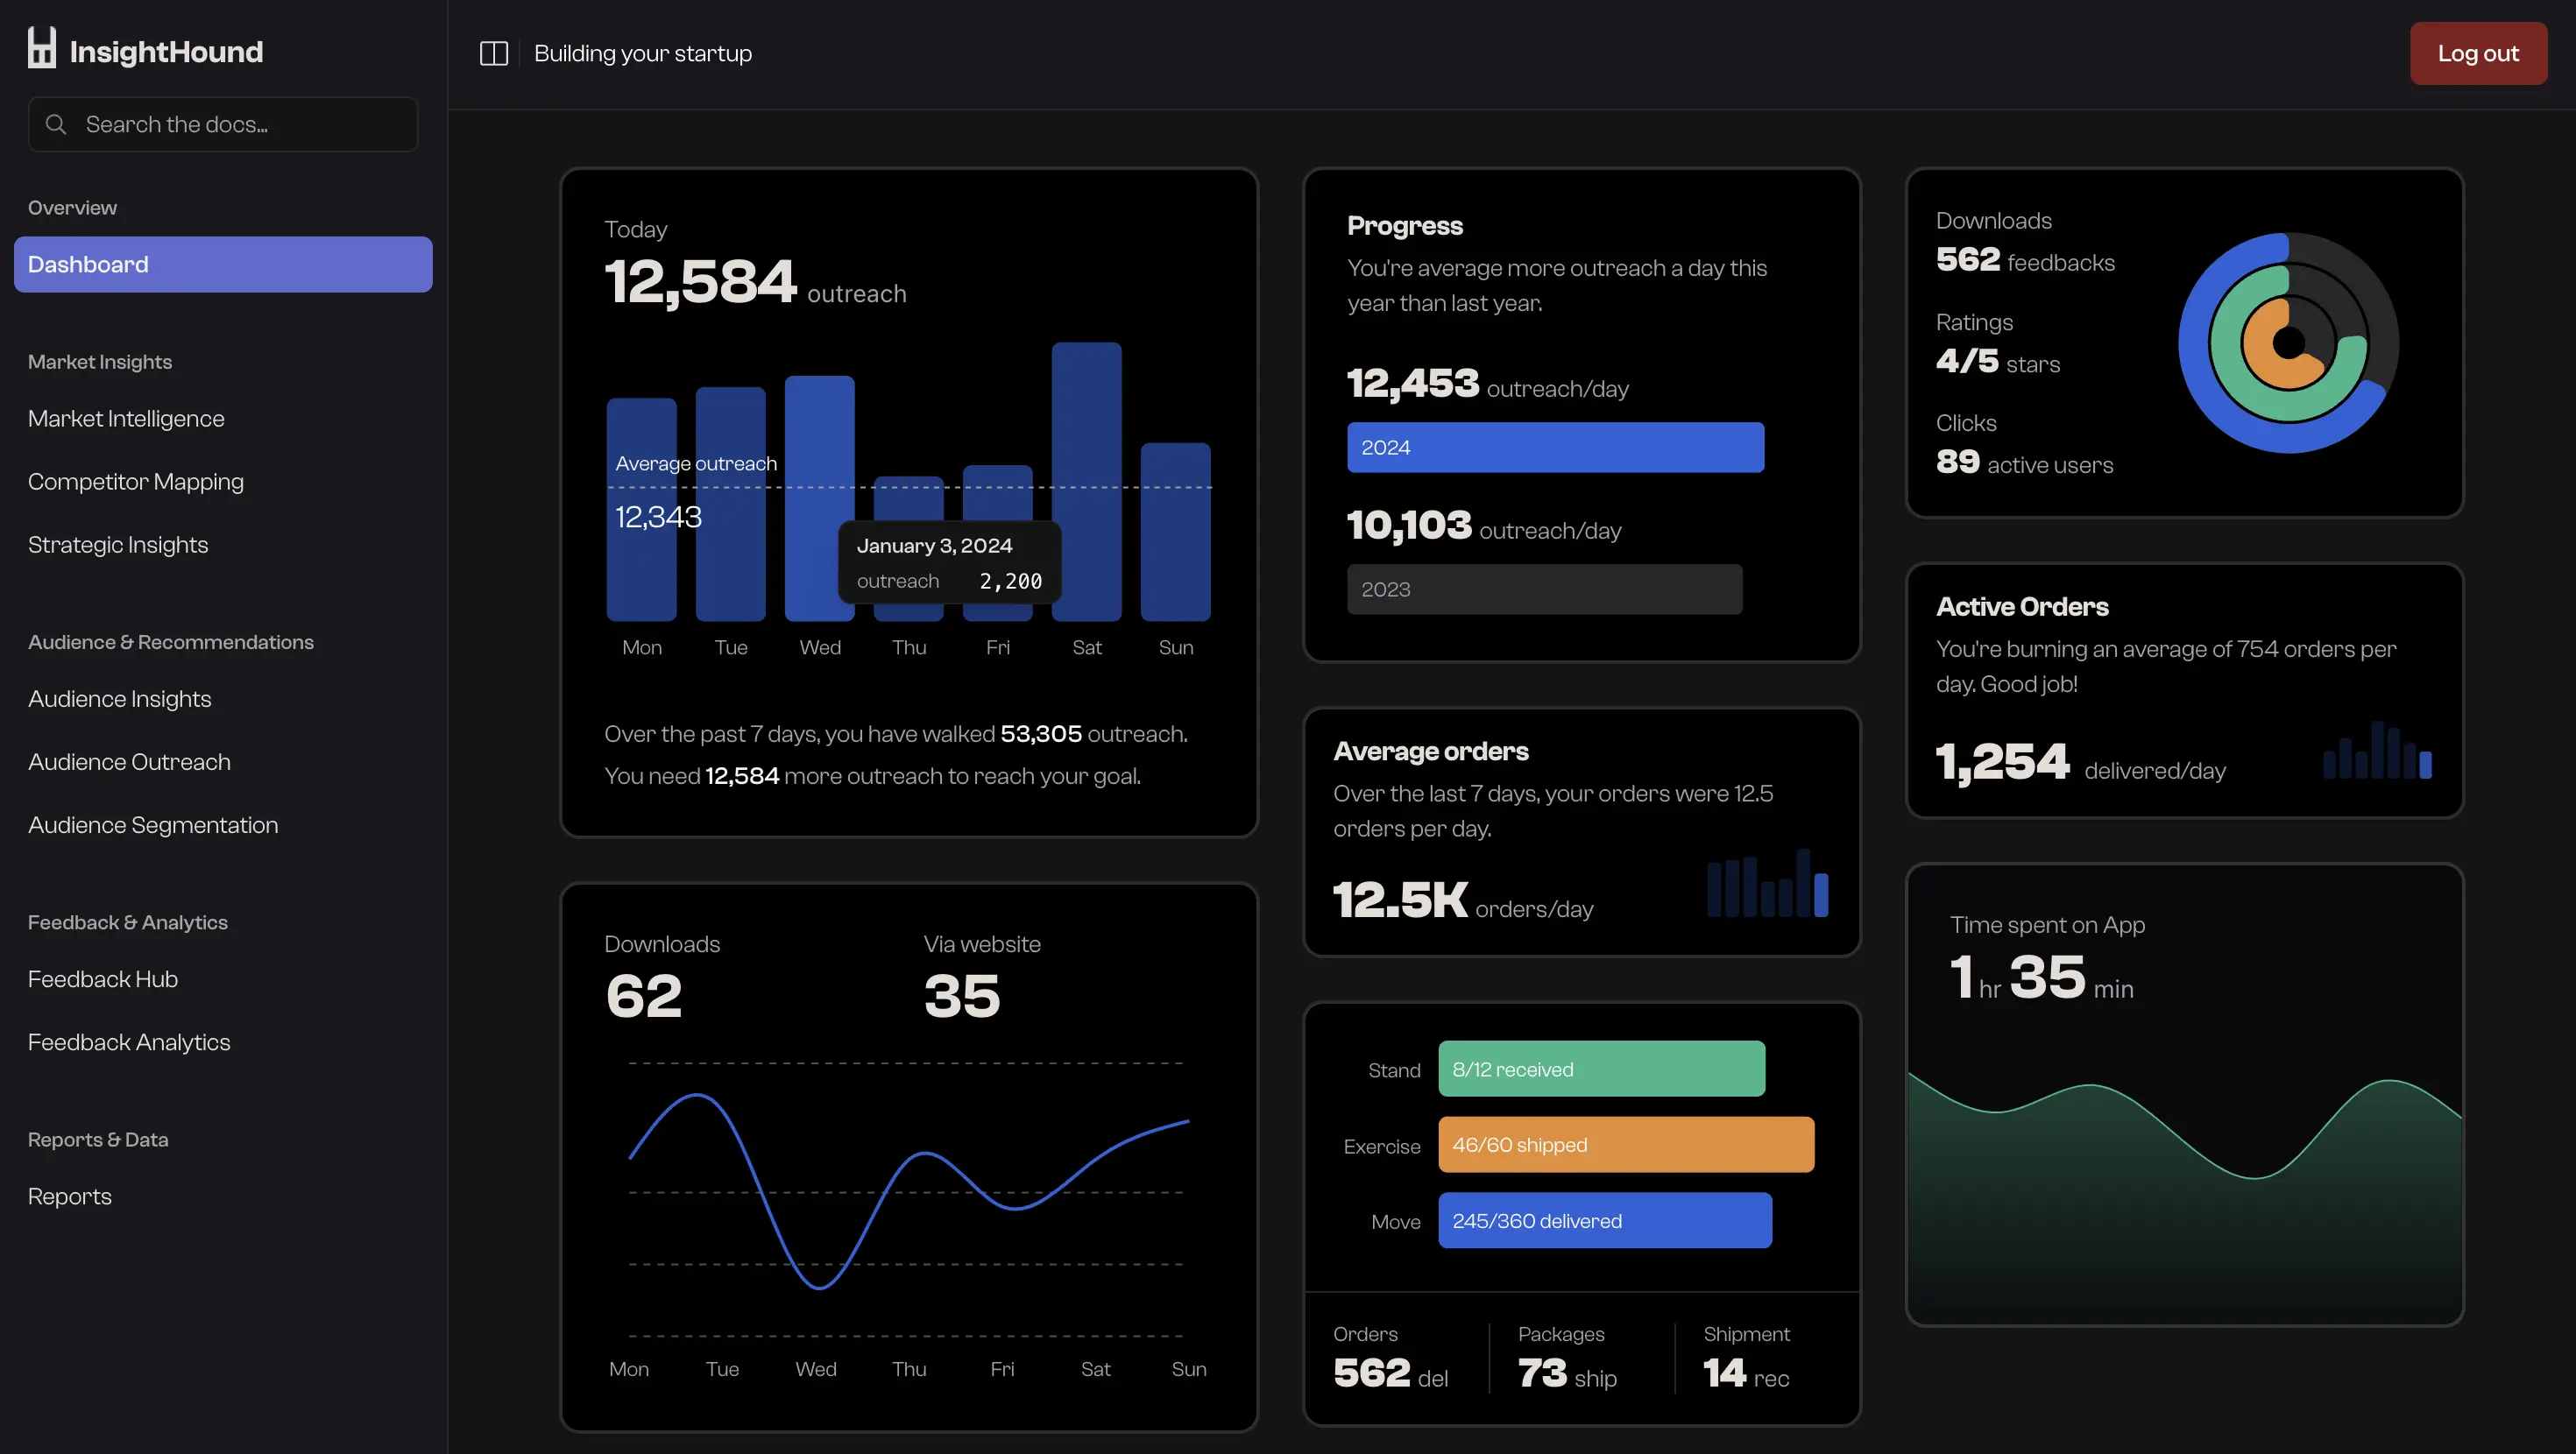 InsightHound
Search the docs...
Overview
Dashboard
Market Insights
Market Intelligence
Competitor Mapping
Strategic Insights
Audience & Recommendations
Audience Insights
Audience Outreach
Audience Segmentation
Feedback & Analytics
Feedback Hub
Feedback Analytics
Reports & Data
Reports
Building your startup
Log out
Today
12,584 outreach
Average outreach
12,343
January 3, 2024
outreach 2,200
Mon Tue Wed Thu Fri Sat Sun
Over the past 7 days, you have walked 53,305 outreach.
You need 12,584 more outreach to reach your goal.
Downloads Via website
62 35
Mon Tue Wed Thu Fri Sat Sun
Progress
You're average more outreach a day this
year than last year.
12,453 outreach/day
2024
10,103 outreach/day
2023
Average orders
Over the last 7 days, your orders were 12.5
orders per day.
12.5K orders/day
Stand 8/12 received
Exercise 46/60 shipped
Move 245/360 delivered
Orders Packages Shipment
562 del 73 ship 14 rec
Downloads
562 feedbacks
Ratings
4/5 stars
Clicks
89 active users
Active Orders
You're burning an average of 754 orders per
day. Good job!
1,254 delivered/day
Time spent on App
1 hr 35 min